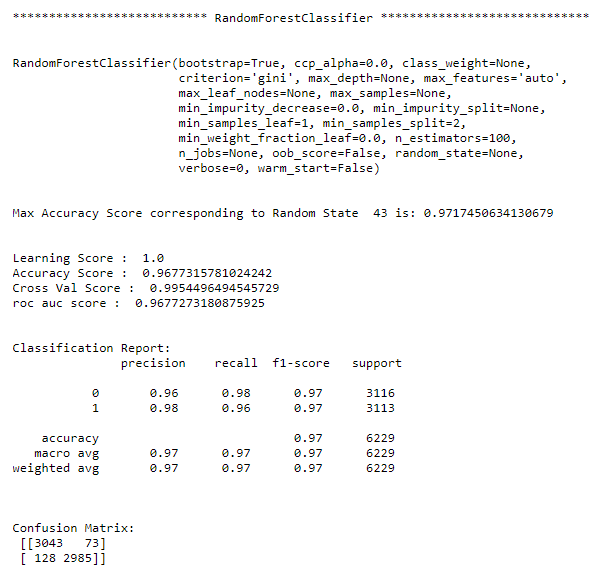 *************************** RandomForestClassifier *****************************
RandomForestClassifier(bootstrap=True, ccp_alpha=0.0, class_weight=None,
criterion='gini', max_depth=None, max_features='auto',
max_leaf_nodes=None, max_samples=None,
min_impurity_decrease=0.0, min_impurity_split=None,
min_samples_leaf=1, min_samples_split=2,
min_weight_fraction_leaf=0.0, n_estimators=100,
n_jobs=None, oob_score=False, random_state=None,
verbose=0, warm_start=False)
Max Accuracy Score corresponding to Random State  43 is: 0.9717450634130679
Learning Score :  1.0
Accuracy Score :  0.9677315781024242
Cross Val Score :  0.9954496494545729
roc auc score :  0.9677273180875925
Classification Report:
precision    recall  f1-score   support
0       0.96      0.98      0.97      3116
1       0.98      0.96      0.97      3113
accuracy                           0.97      6229
macro avg       0.97      0.97      0.97      6229
weighted avg       0.97      0.97      0.97      6229
Confusion Matrix:
[[3043   73]
[ 128 2985]]